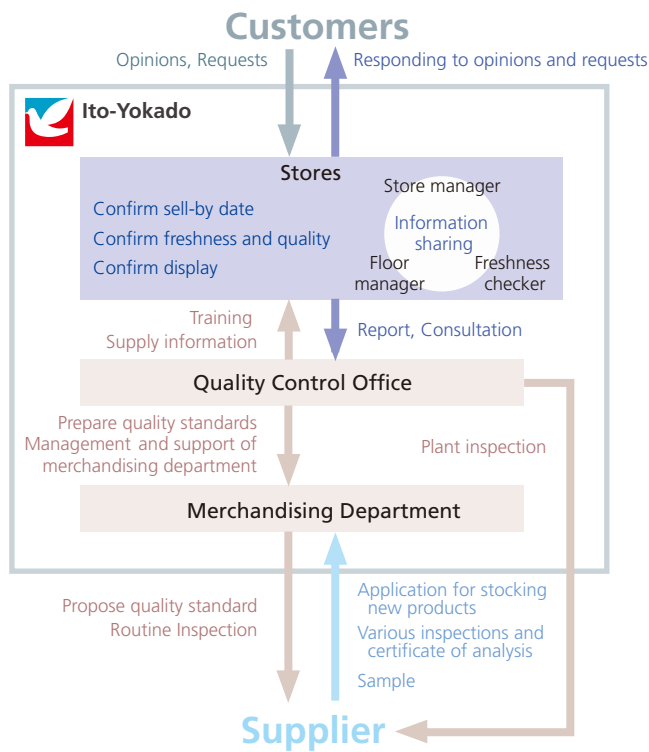 Customers
Opinions, Requests
Responding to opinions and requests
Ito-Yokado
Stores
Confirm sell-by date
Confirm freshness and quality
Confirm display
Store manager
Information
sharing
Floor
manager
Freshness
checker
Training
Supply information
Report, Consultation
Quality Control Office
Prepare quality standards
Management and support of
merchandising department
Plant inspection
Merchandising Department
Propose quality standard
Routine Inspection
Application for stocking
new products
Various inspections and
certificate of analysis
Sample
Supplier